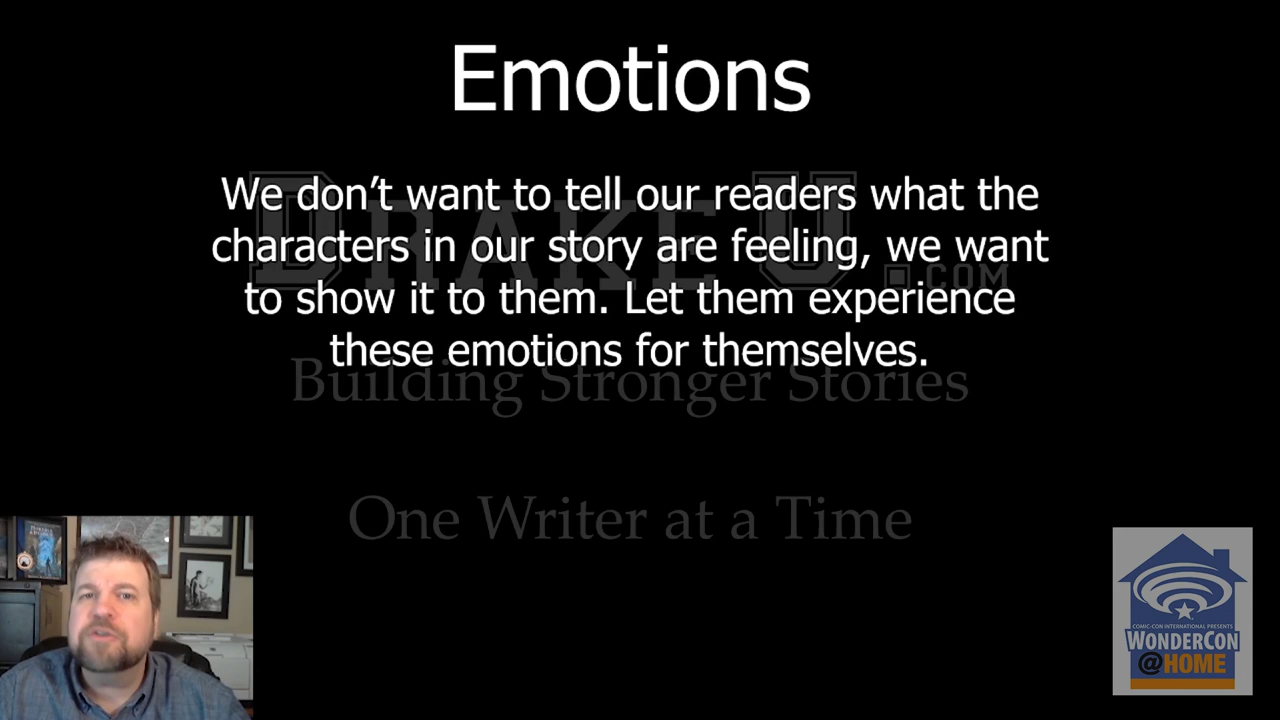 Emotions
We don't want to tell our readers what the
characters in our story are feeling, we want
to show it to them. Let them experience
these emotions for themselves.
DRAKE U.COM
Building Stronger Stories
One Writer at a Time
COMIC-CON INTERNATIONAL PRESENTS
WONDERCON
@HOME